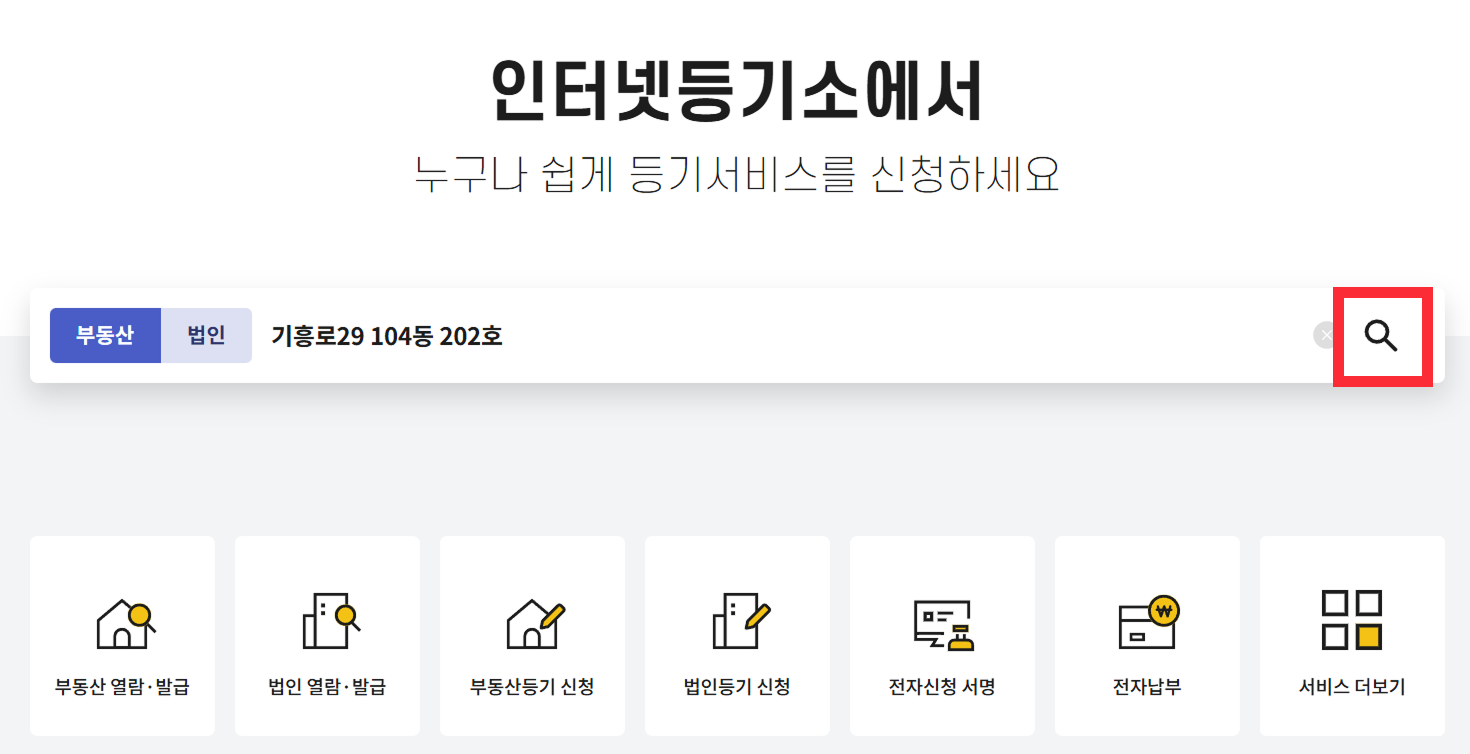 인터넷등기소에서
누구나 쉽게 등기서비스를 신청하세요
부동산 법인 기흥로29 104동 202호
부동산 열람·발급 법인 열람·발급 부동산등기 신청 법인등기 신청 전자신청 서명 전자납부 서비스 더보기